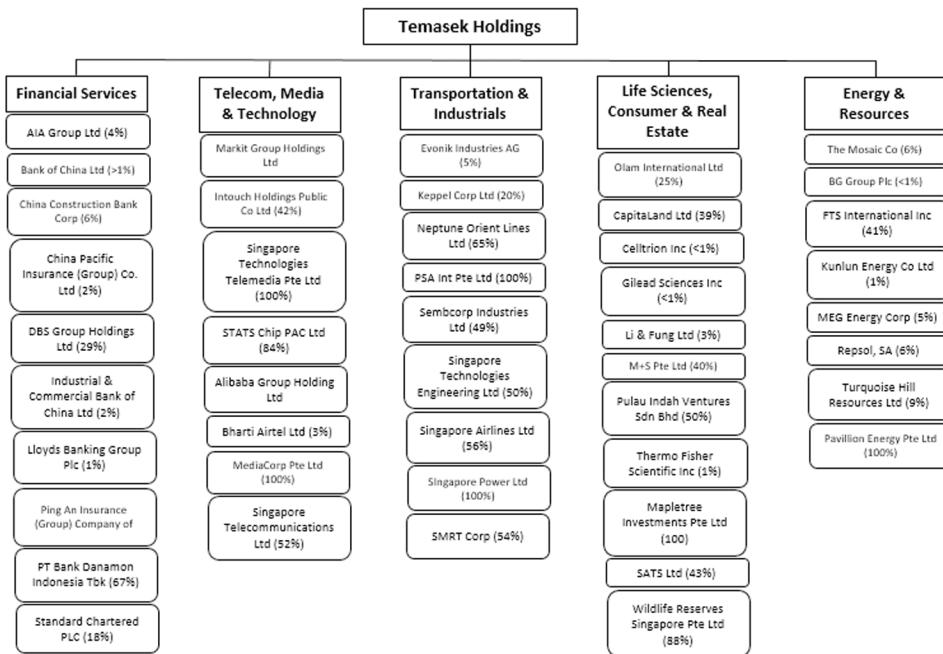 Temasek Holdings
Financial Services
AIA Group Ltd (4%)
Bank of China Ltd (>1%)
China Construction Bank
Corp (6%)
China Pacific
Insurance (Group) Co.
Ltd (2%)
DBS Group Holdings
Ltd (29%)
Industrial &
Commercial Bank of
China Ltd (2%)
Lloyds Banking Group
Plc (1%)
Ping An Insurance
(Group) Company of
PT Bank Danamon
Indonesia Tbk (67%)
Standard Chartered
PLC (18%)
Telecom, Media
& Technology
Markit Group Holdings
Ltd
Intouch Holdings Public
Co Ltd (42%)
Singapore
Technologies
Telemedia Pte Ltd
(100%)
STATS Chip PAC Ltd
(84%)
Alibaba Group Holding
Ltd
Bharti Airtel Ltd (3%)
MediaCorp Pte Ltd
(100%)
Singapore
Telecommunications
Ltd (52%)
Transportation &
Industrials
Evonik Industries AG
(5%)
Keppel Corp Ltd (20%)
Neptune Orient Lines
Ltd (65%)
PSA Int Pte Ltd (100%)
Sembcorp Industries
Ltd (49%)
Singapore
Technologies
Engineering Ltd (50%)
Singapore Airlines Ltd
(56%)
SIngapore Power Ltd
(100%)
SMRT Corp (54%)
Life Sciences,
Consumer & Real
Estate
Olam International Ltd
(25%)
CapitaLand Ltd (39%)
Celltrion Inc (<1%)
Gilead Sciences Inc
(<1%)
Li & Fung Ltd (3%)
M+S Pte Ltd (40%)
Pulau Indah Ventures
Sdn Bhd (50%)
Thermo Fisher
Scientific Inc (1%)
Mapletree
Investments Pte Ltd
(100)
SATS Ltd (43%)
Wildlife Reserves
Singapore Pte Ltd
(88%)
Energy &
Resources
The Mosaic Co (6%)
BG Group Plc (<1%)
FTS International Inc
(41%)
Kunlun Energy Co Ltd
(1%)
MEG Energy Corp (5%)
Repsol, SA (6%)
Turquoise Hill
Resources Ltd (9%)
Pavillion Energy Pte Ltd
(100%)